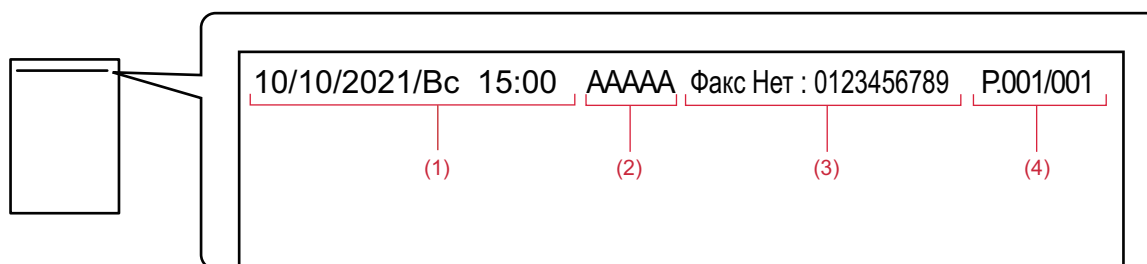 10/10/2021/Вс 15:00 AAAAA Факс Нет : 0123456789 P.001/001
(1) (2) (3) (4)